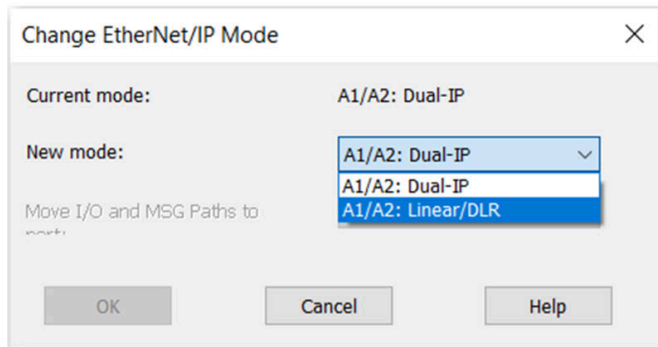 Change EtherNet/IP Mode
Current mode: A1/A2: Dual-IP
New mode: A1/A2: Dual-IP
A1/A2: Dual-IP
A1/A2: Linear/DLR
Move I/O and MSG Paths to
OK Cancel Help